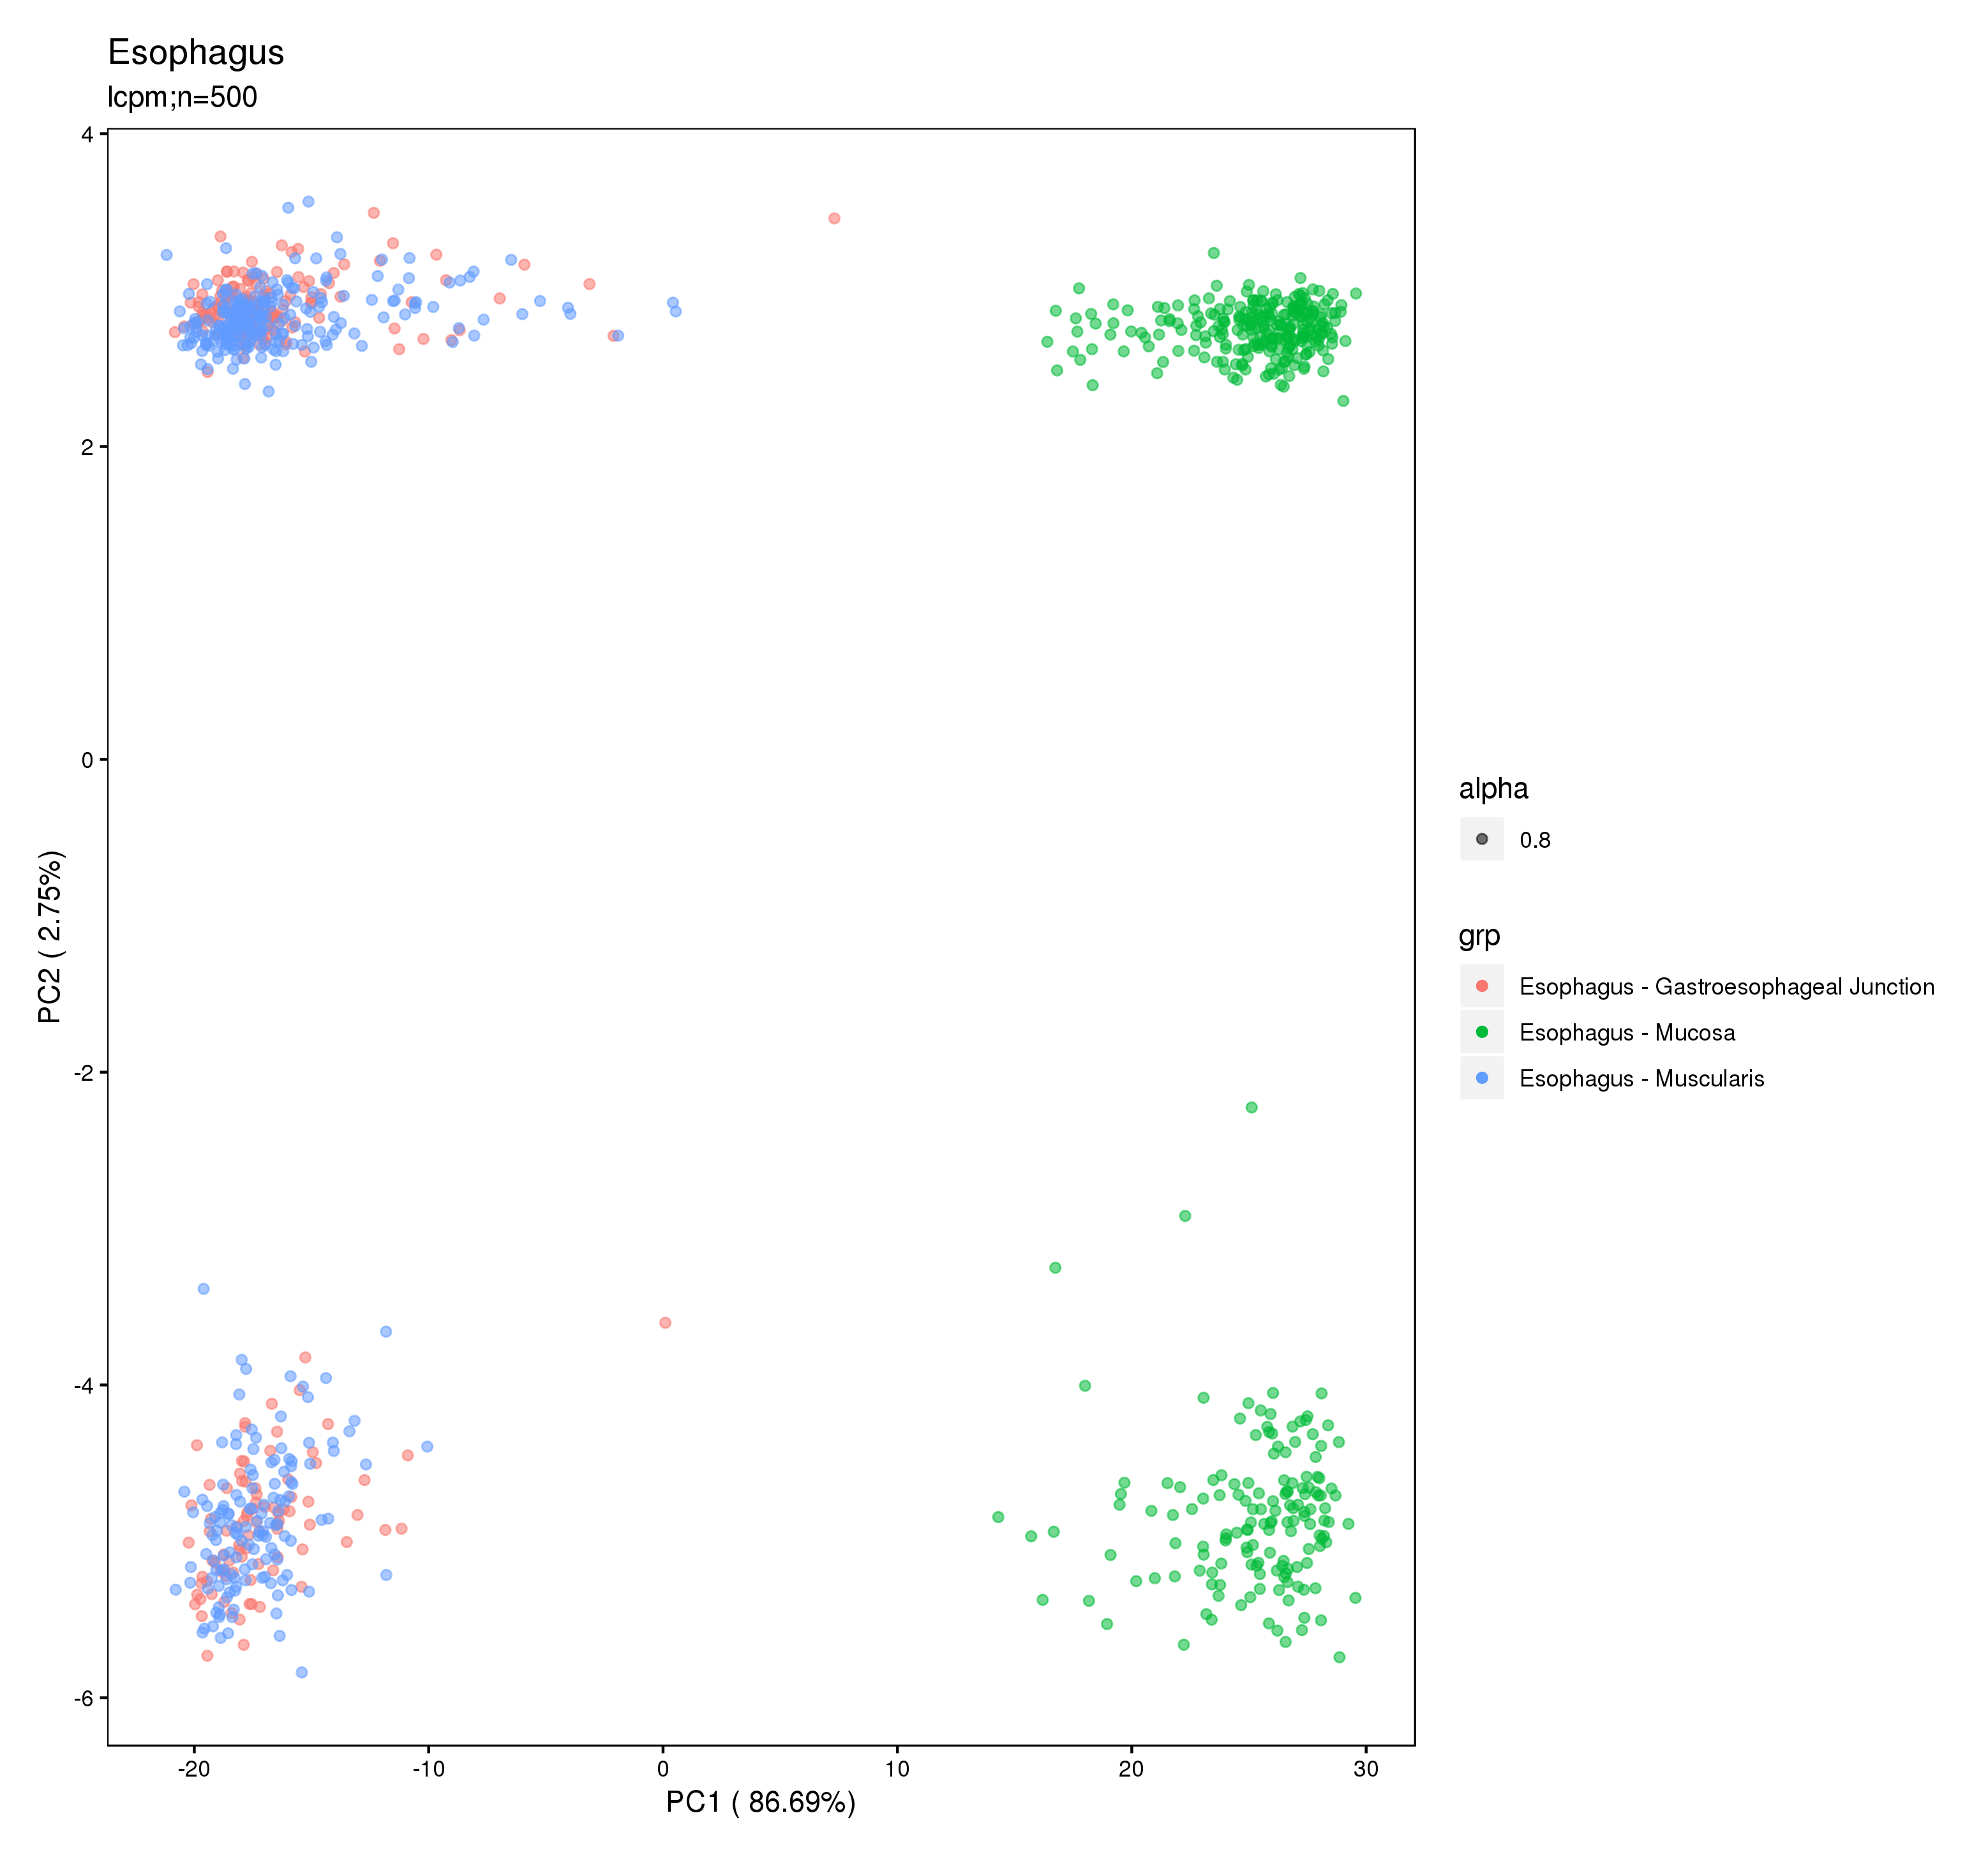 Esophagus
lcpm;n=500
4
2
0
-2
-4
-6
PC2 ( 2.75%)
-20 -10 0 10 20 30
PC1 ( 86.69%)
alpha
0.8
grp
Esophagus - Gastroesophageal Junction
Esophagus - Mucosa
Esophagus - Muscularis